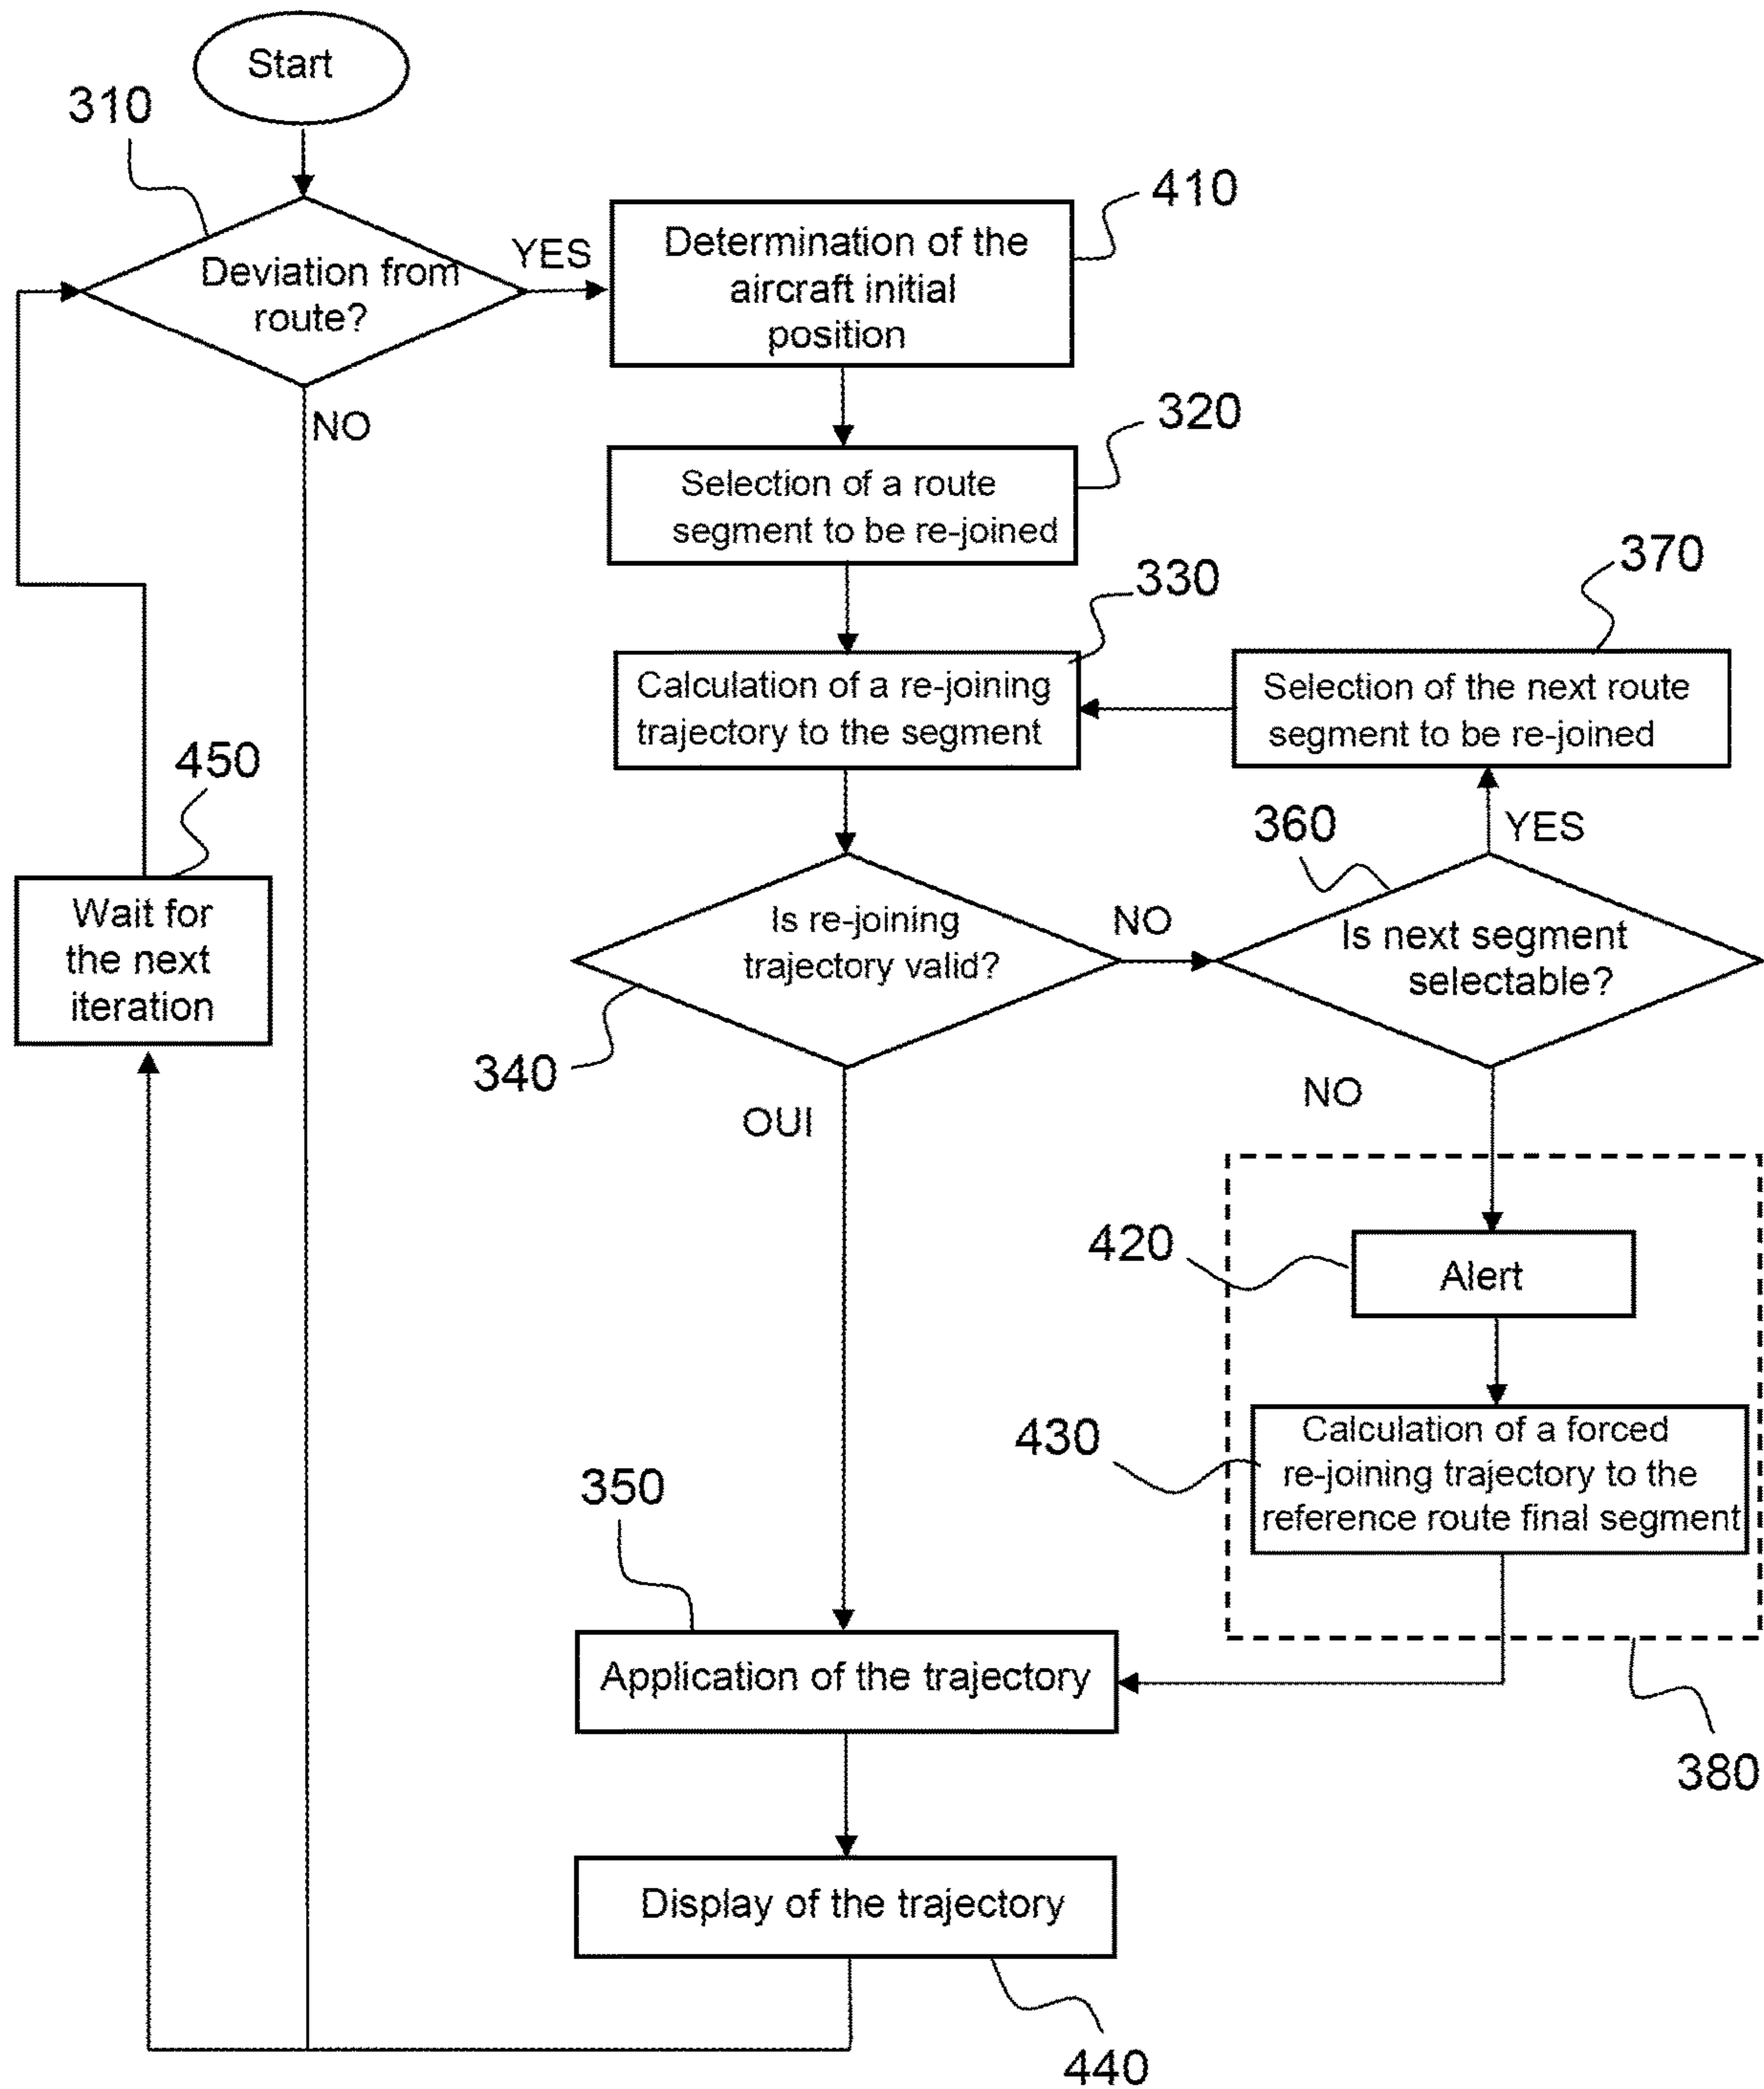 Start
310
Deviation from
route?
YES
NO
410
Determination of the
aircraft initial
position
320
Selection of a route
segment to be re-joined
330
Calculation of a re-joining
trajectory to the segment
370
Selection of the next route
segment to be re-joined
450
Wait for
the next
iteration
340
Is re-joining
trajectory valid?
NO
OUI
360
Is next segment
selectable?
YES
NO
420
Alert
430
Calculation of a forced
re-joining trajectory to the
reference route final segment
380
350
Application of the trajectory
Display of the trajectory
440